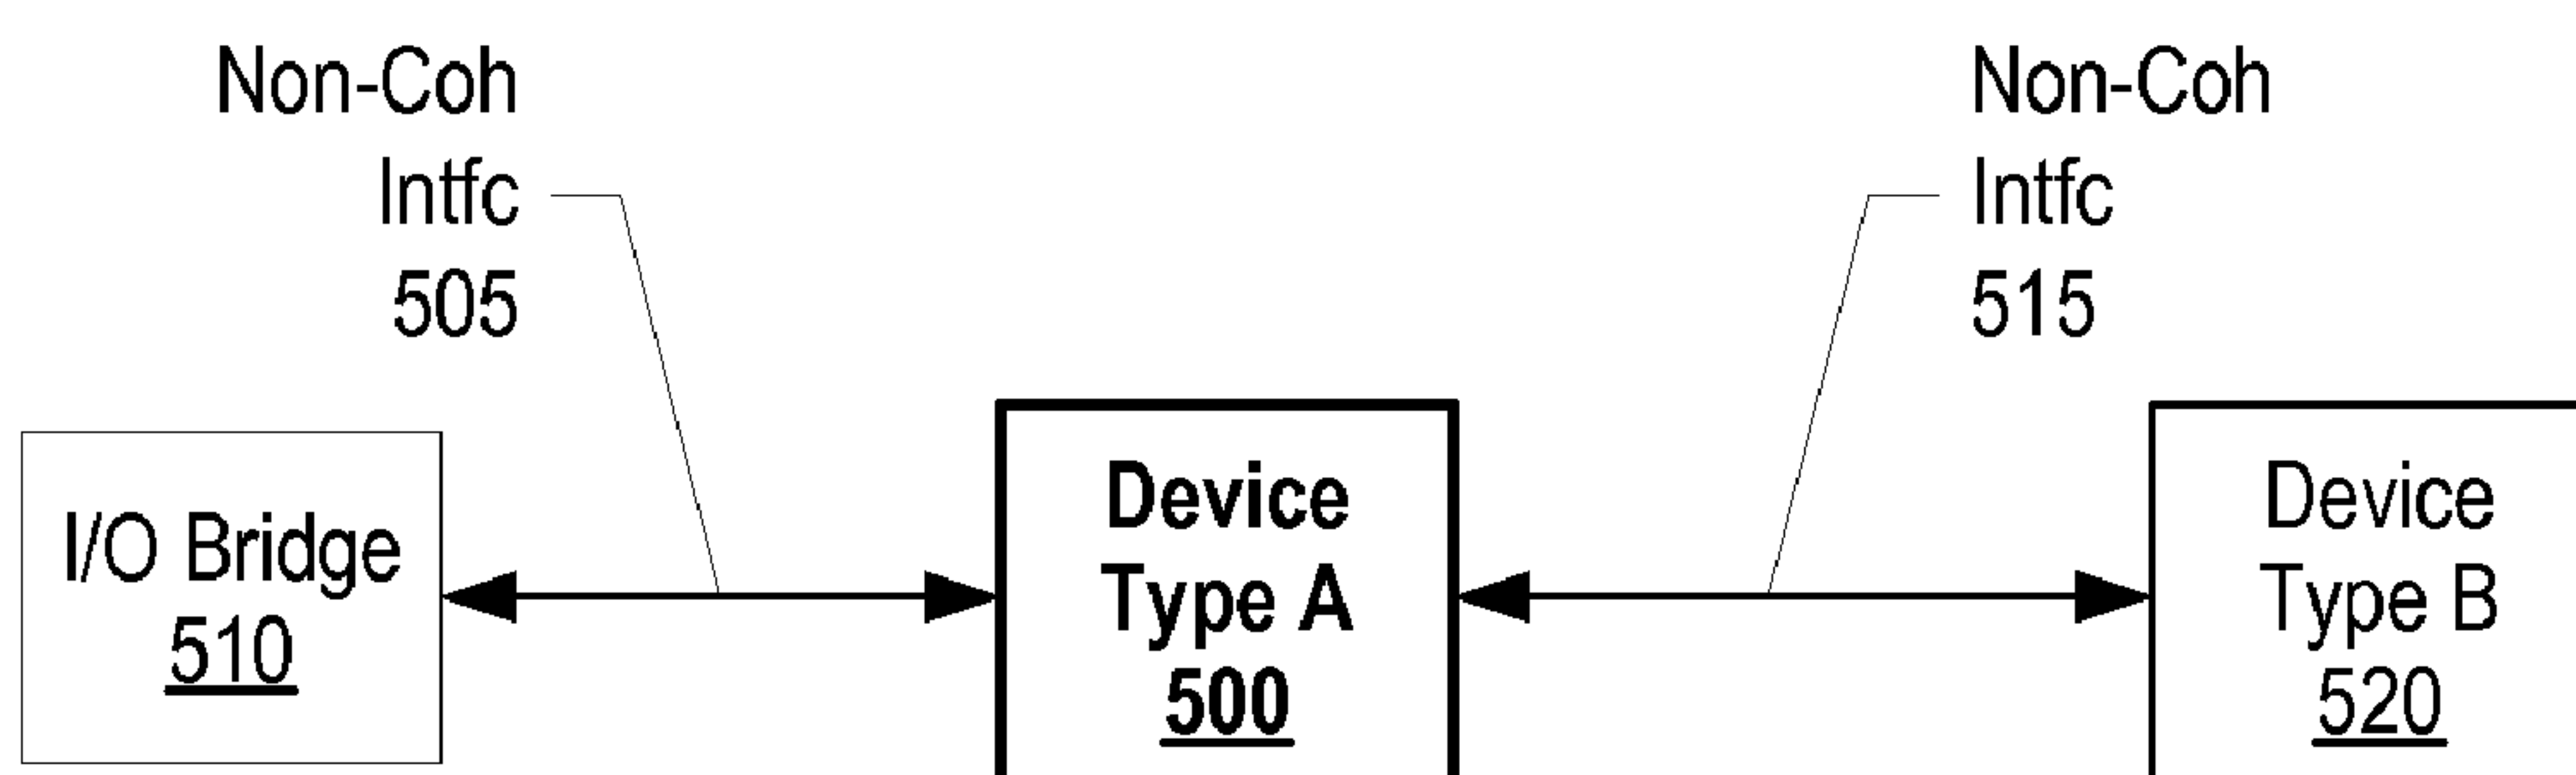 Non-Coh
Intfc
505
Non-Coh
Intfc
515
I/O Bridge
510
Device
Type A
500
Device
Type B
520